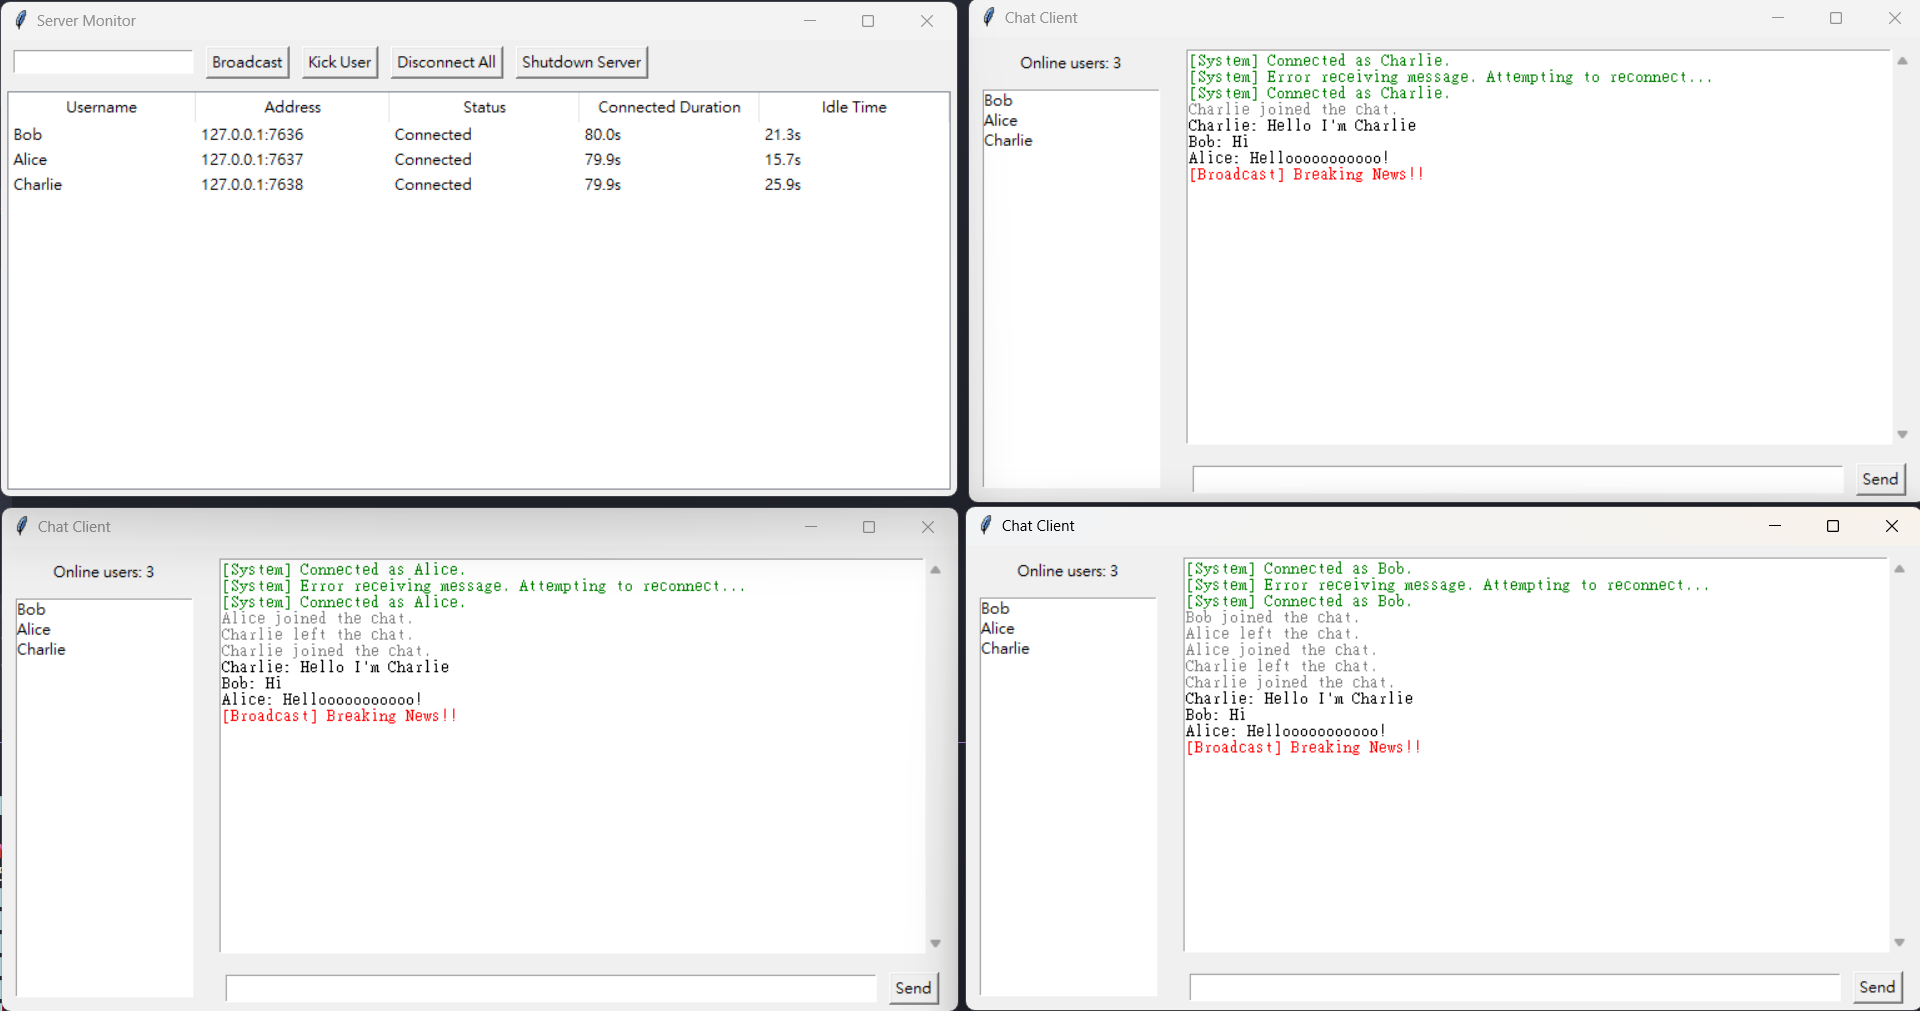 Server Monitor
Broadcast Kick User Disconnect All Shutdown Server
Username Address Status Connected Duration Idle Time
Bob 127.0.0.1:7636 Connected 80.0s 21.3s
Alice 127.0.0.1:7637 Connected 79.9s 15.7s
Charlie 127.0.0.1:7638 Connected 79.9s 25.9s
Chat Client
Online users: 3
Bob
Alice
Charlie
[System] Connected as Charlie.
[System] Error receiving message. Attempting to reconnect...
[System] Connected as Charlie.
Charlie joined the chat.
Charlie: Hello I'm Charlie
Bob: Hi
Alice: Hellooooooooooo!
[Broadcast] Breaking News!!
Send
Chat Client
Online users: 3
Bob
Alice
Charlie
[System] Connected as Alice.
[System] Error receiving message. Attempting to reconnect...
[System] Connected as Alice.
Alice joined the chat.
Charlie left the chat.
Charlie joined the chat.
Charlie: Hello I'm Charlie
Bob: Hi
Alice: Hellooooooooooo!
[Broadcast] Breaking News!!
Send
Chat Client
Online users: 3
Bob
Alice
Charlie
[System] Connected as Bob.
[System] Error receiving message. Attempting to reconnect...
[System] Connected as Bob.
Bob joined the chat.
Alice left the chat.
Alice joined the chat.
Charlie left the chat.
Charlie joined the chat.
Charlie: Hello I'm Charlie
Bob: Hi
Alice: Hellooooooooooo!
[Broadcast] Breaking News!!
Send